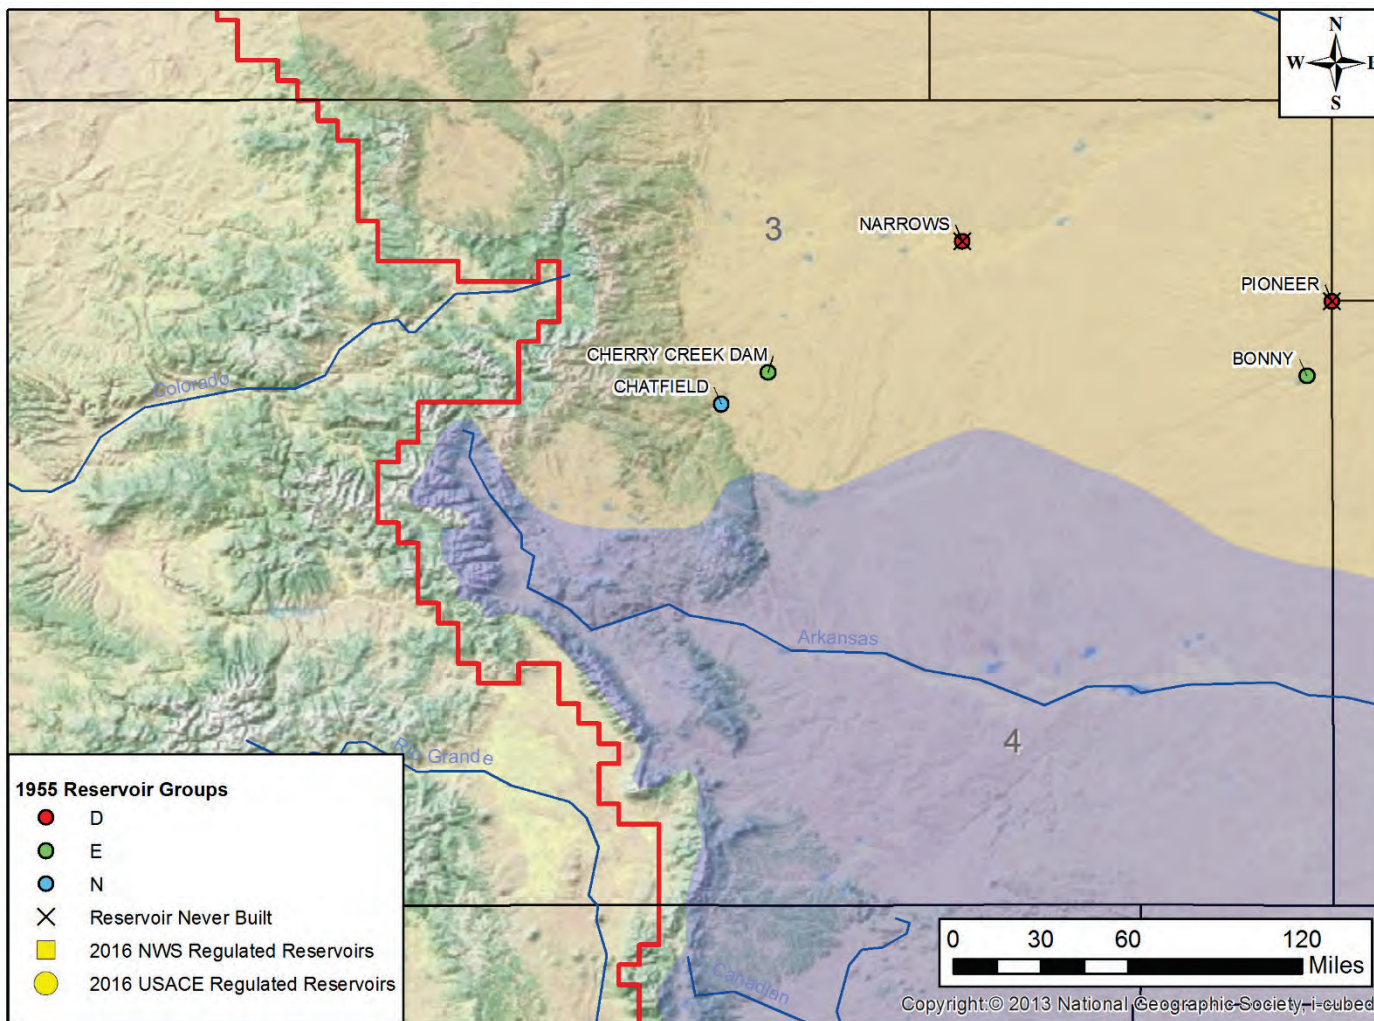 N
W E
S
3
NARROWS
PIONEER
CHERRY CREEK DAM
BONNY
CHATFIELD
Colorado
Arkansas
4
Rio Grande
Canadian
1955 Reservoir Groups
D
E
N
Reservoir Never Built
2016 NWS Regulated Reservoirs
2016 USACE Regulated Reservoirs
0 30 60 120
Miles
Copyright:© 2013 National Geographic Society, i-cubed